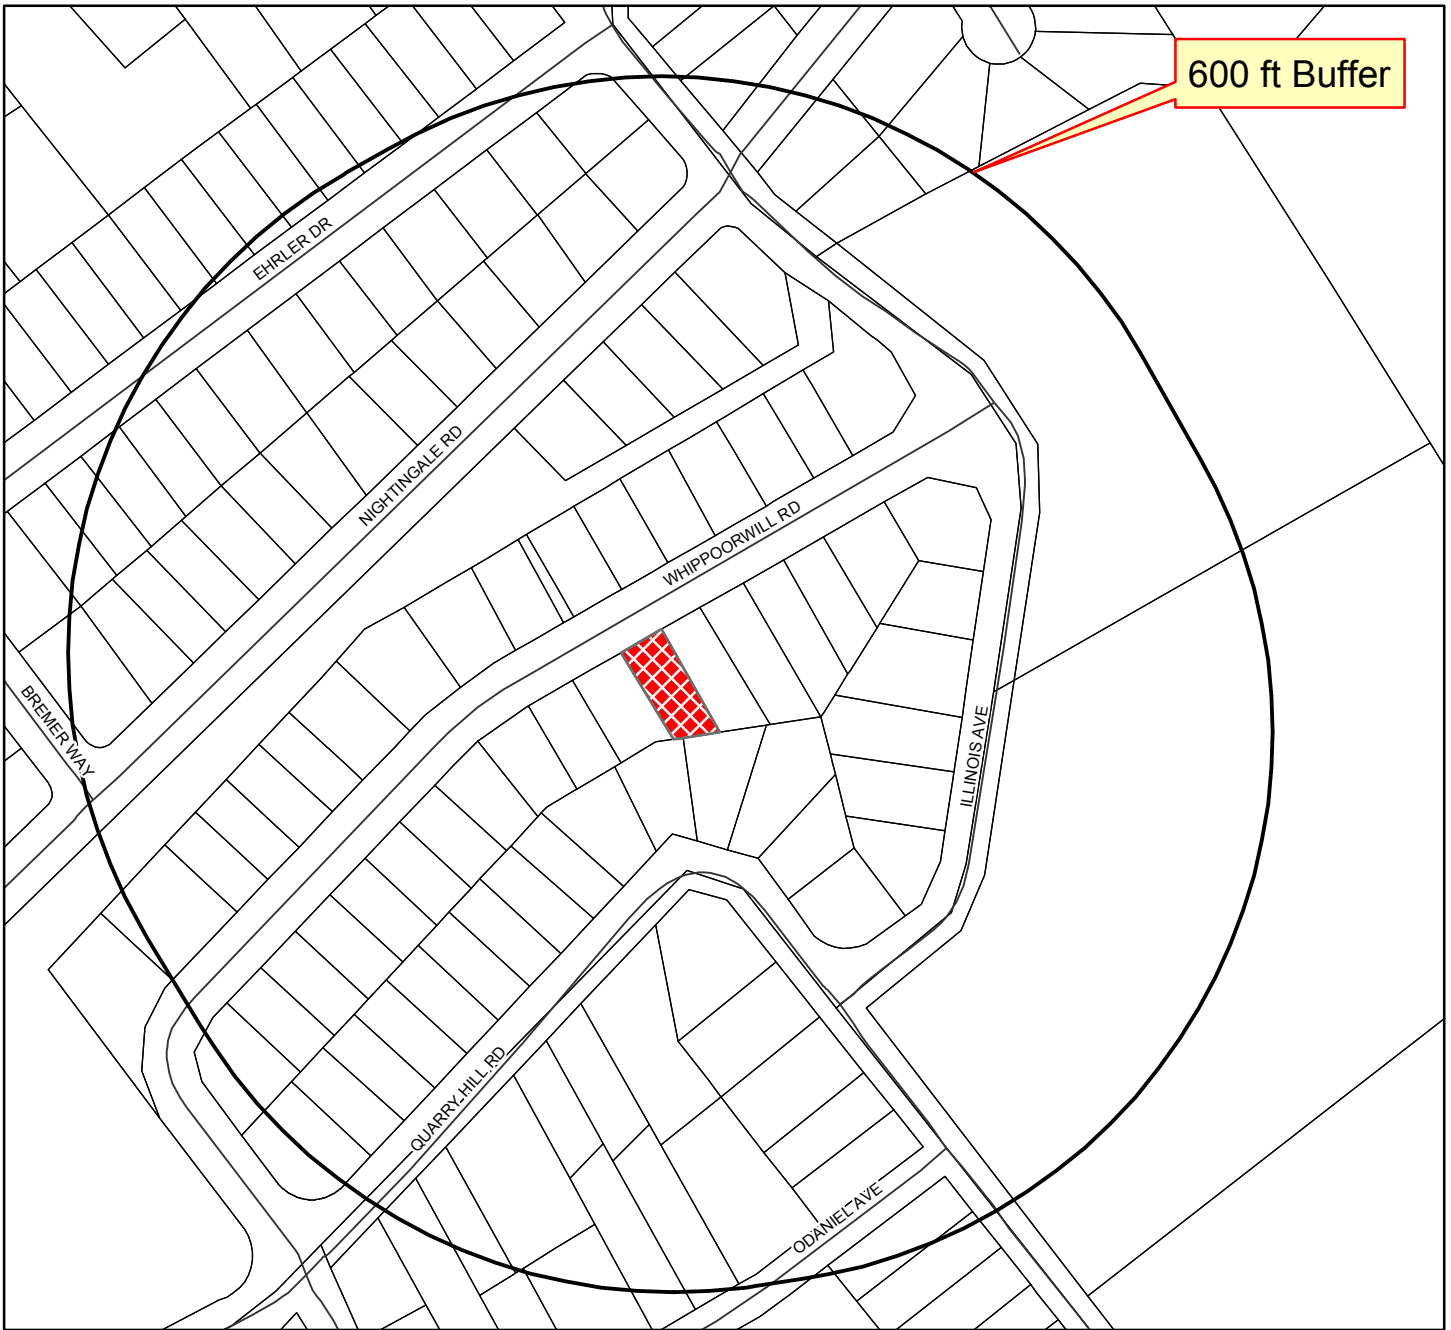 600 ft Buffer
EHRLER DR
NIGHTINGALE RD
WHIPPOORWILL RD
BREMER WAY
ILLINOIS AVE
QUARRY HILL RD
ODANIEL AVE